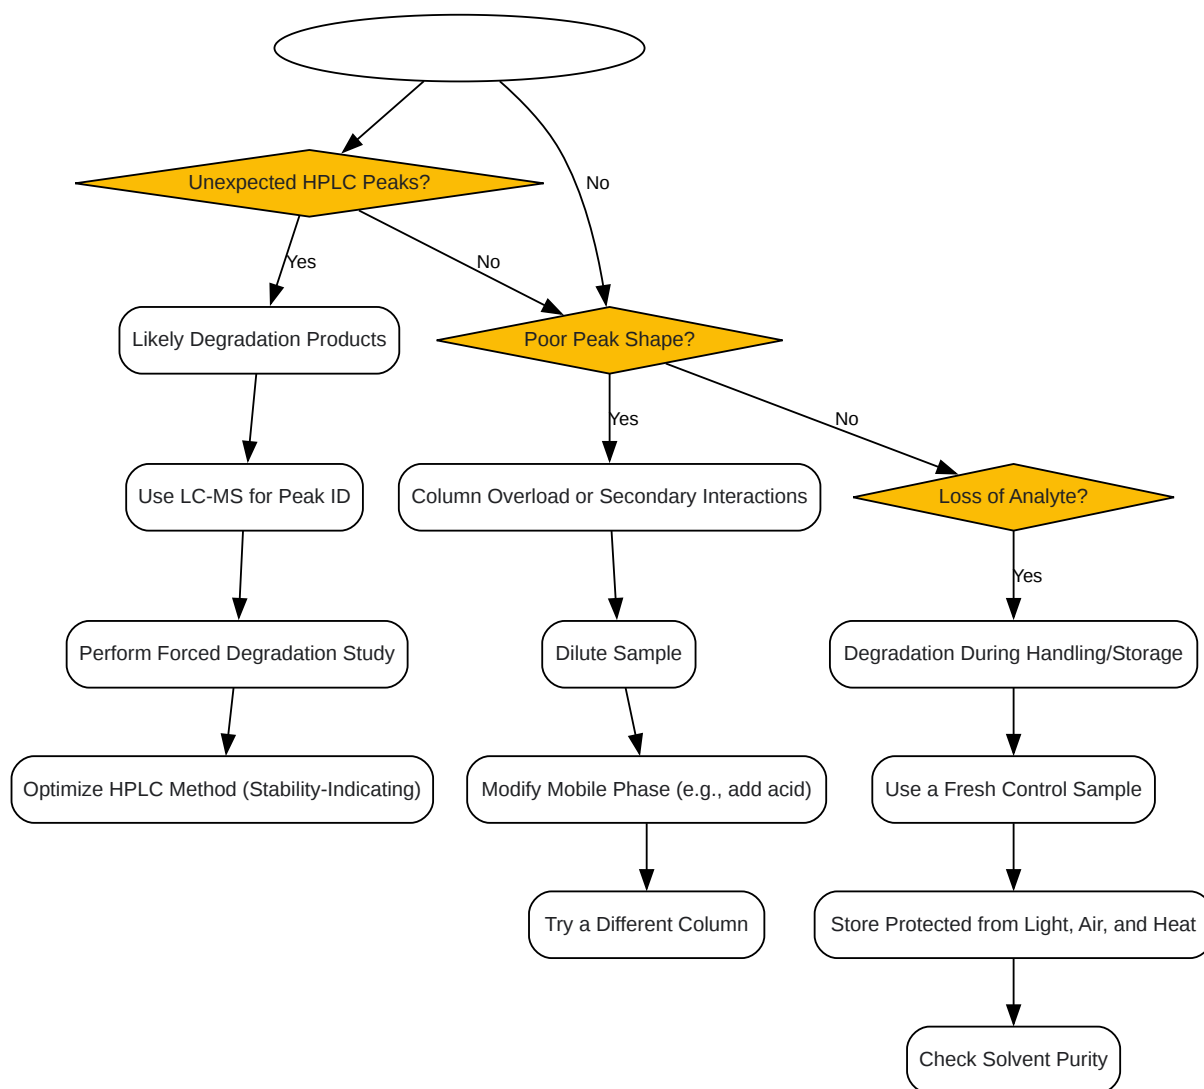 Unexpected HPLC Peaks?
No
Yes
No
Likely Degradation Products
Poor Peak Shape?
Yes
No
Use LC-MS for Peak ID
Column Overload or Secondary Interactions
Loss of Analyte?
Yes
Perform Forced Degradation Study
Dilute Sample
Degradation During Handling/Storage
Optimize HPLC Method (Stability-Indicating)
Modify Mobile Phase (e.g., add acid)
Use a Fresh Control Sample
Try a Different Column
Store Protected from Light, Air, and Heat
Check Solvent Purity